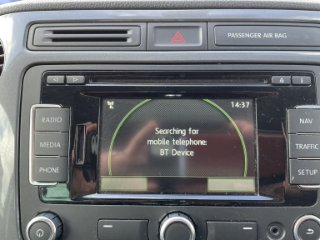 PASSENGER AIR BAG
14:37
RADIO
MEDIA
PHONE
Searching for
mobile telephone:
BT Device
NAV
TRAFFIC
SETUP